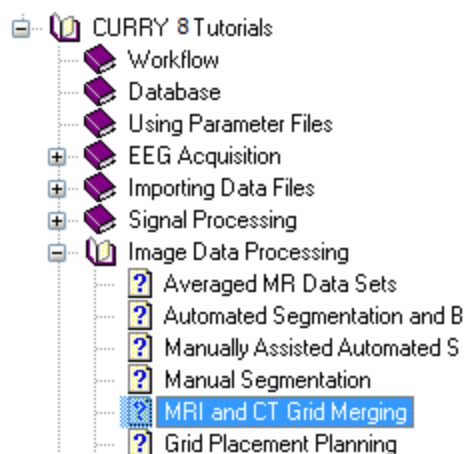 CURRY 8 Tutorials
Workflow
Database
Using Parameter Files
EEG Acquisition
Importing Data Files
Signal Processing
Image Data Processing
Averaged MR Data Sets
Automated Segmentation and B
Manually Assisted Automated S
Manual Segmentation
MRI and CT Grid Merging
Grid Placement Planning